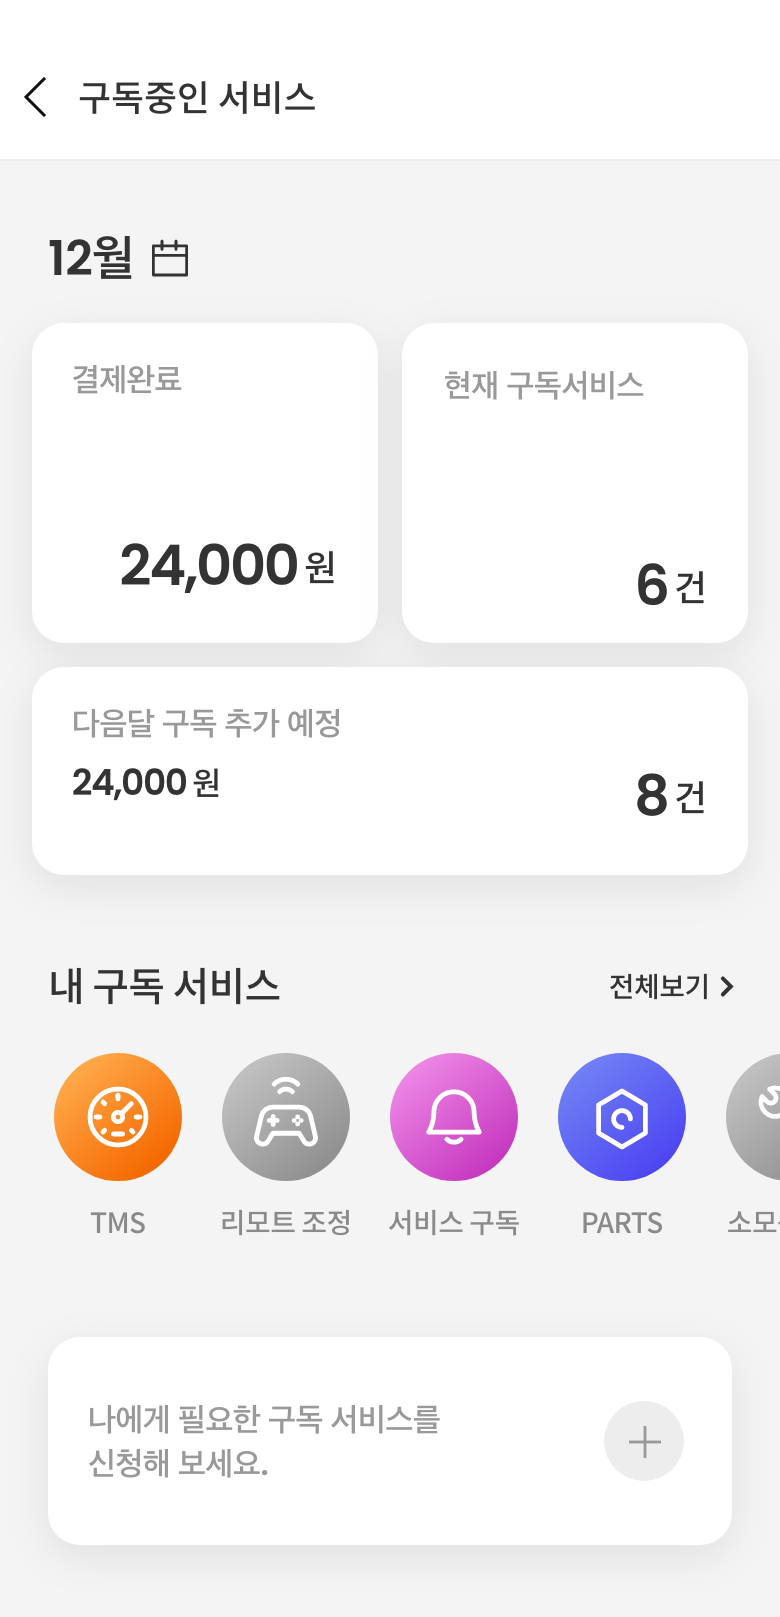 구독중인 서비스
12월
결제완료
현재 구독서비스
24,000 원
6 건
다음달 구독 추가 예정
24,000 원
8 건
내 구독 서비스
전체보기
TMS
리모트 조정
서비스 구독
PARTS
소모
나에게 필요한 구독 서비스를
신청해 보세요.